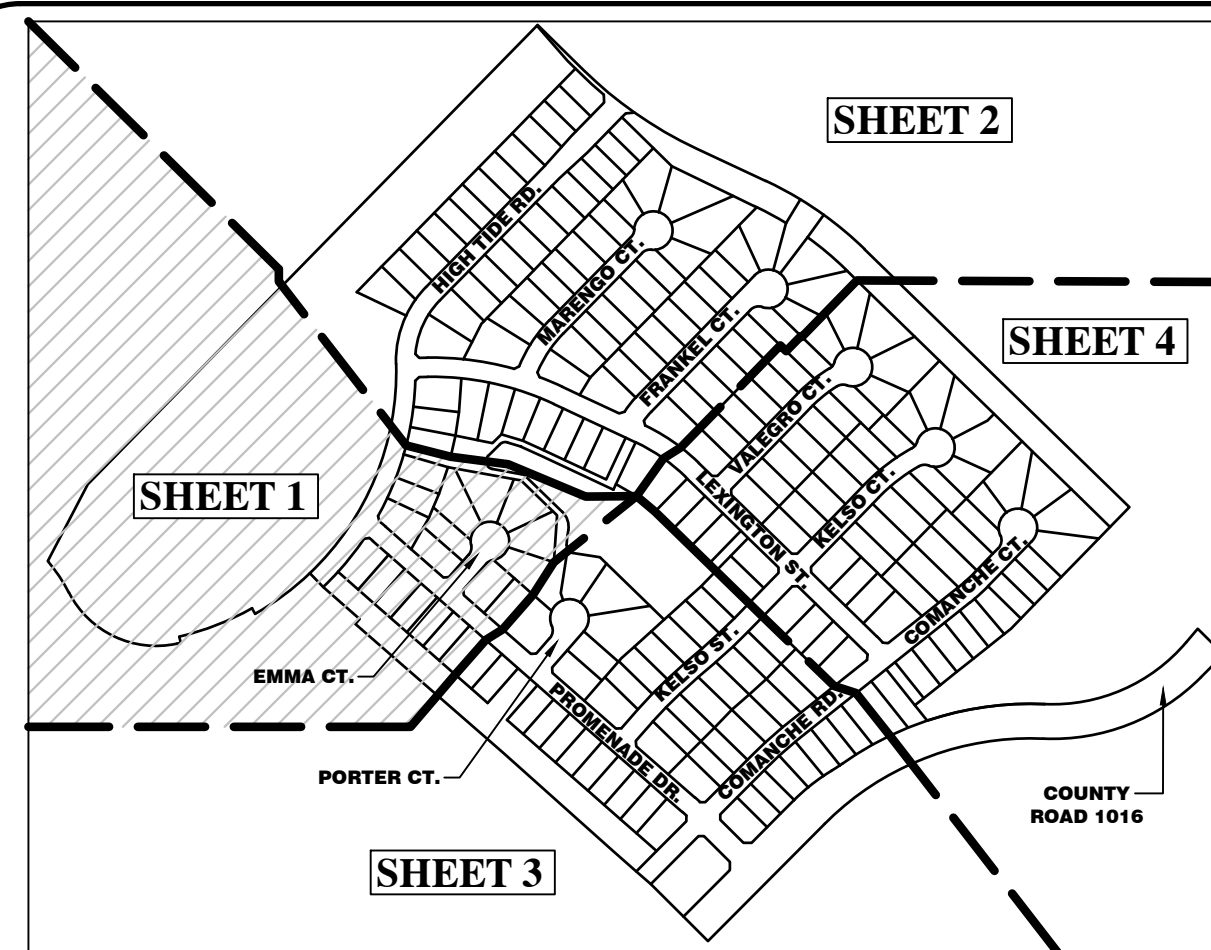 SHEET 2
HIGH TIDE RD.
MARENGO CT.
FRANKEL CT.
SHEET 4
VALEGRO CT.
LEXINGTON ST.
KELSO CT.
COMANCHE CT.
SHEET 1
EMMA CT.
KELSO ST.
PROMENADE DR.
COMANCHE RD.
PORTER CT.
COUNTY
ROAD 1016
SHEET 3